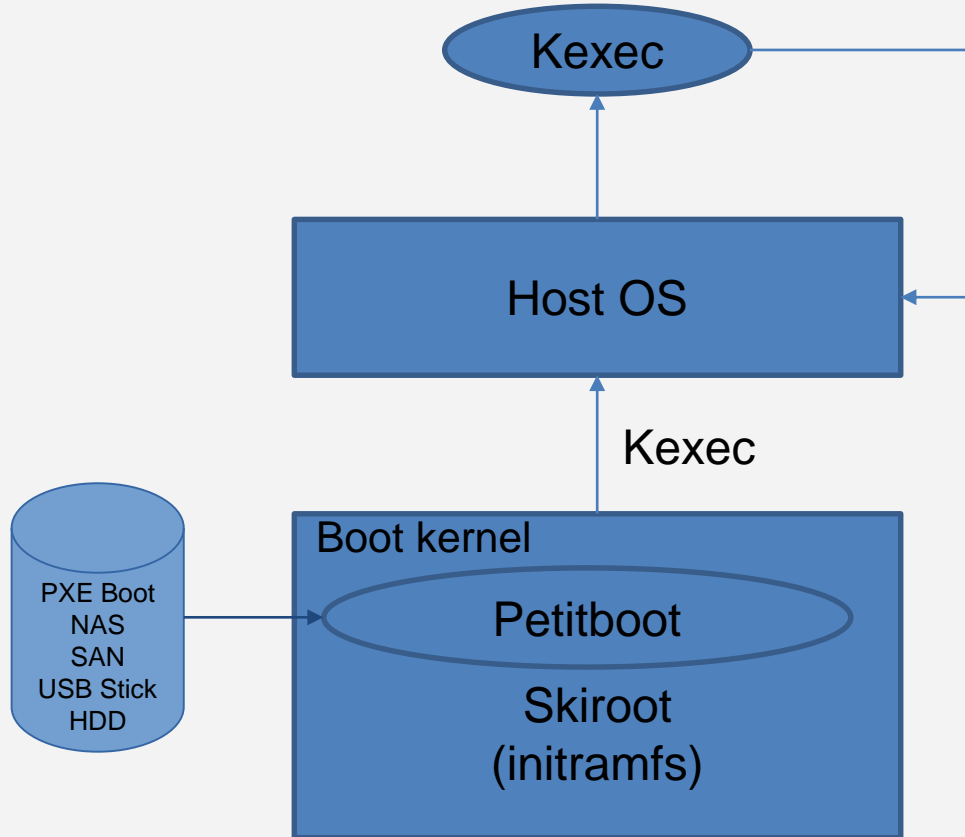 Kexec
Host OS
Kexec
Boot kernel
Petitboot
Skiroot
(initramfs)
PXE Boot
NAS
SAN
USB Stick
HDD